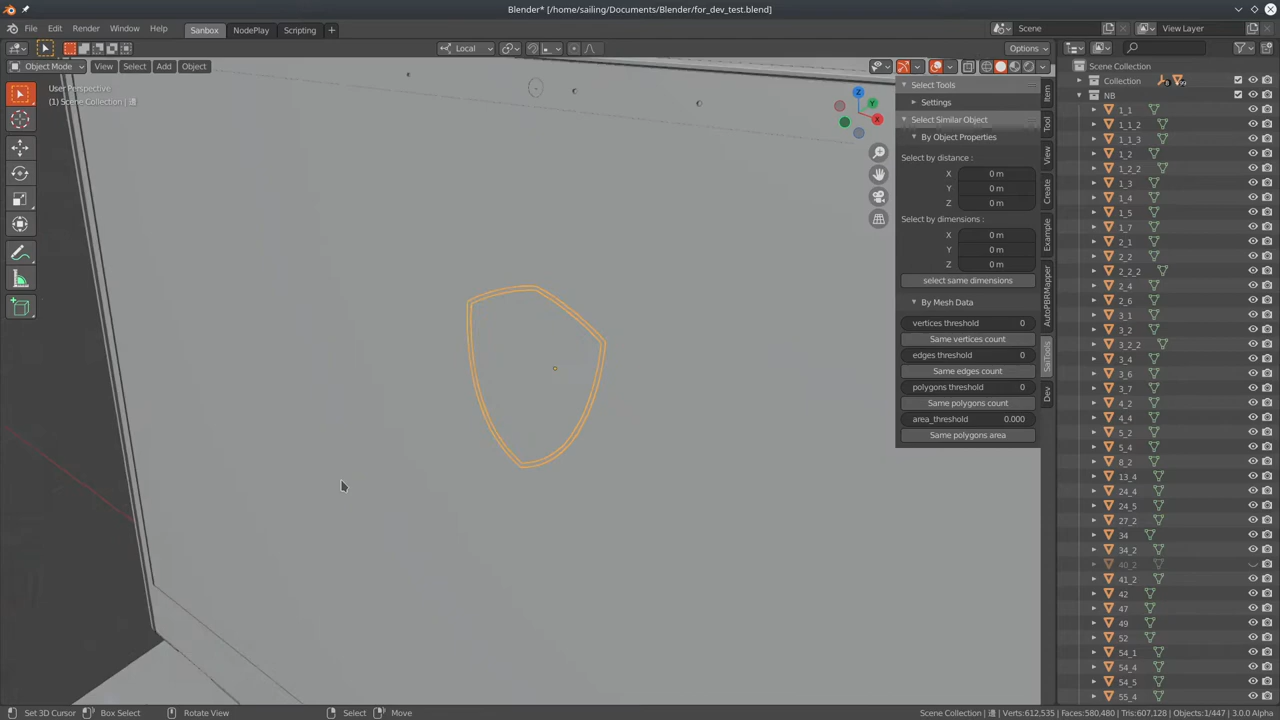 Blender* [/home/sailing/Documents/Blender/for_dev_test.blend]
File Edit Render Window Help Sanbox NodePlay Scripting + Scene View Layer
Local Options
Object Mode View Select Add Object
User Perspective
(1) Scene Collection |
Z
Y
X
Select Tools
Settings
Select Similar Object
By Object Properties
Select by distance :
X 0 m
Y 0 m
Z 0 m
Select by dimensions :
X 0 m
Y 0 m
Z 0 m
select same dimensions
By Mesh Data
vertices threshold 0
Same vertices count
edges threshold 0
Same edges count
polygons threshold 0
Same polygons count
area_threshold 0.000
Same polygons area
Item
Tool
View
Create
Example
AutoPBRMapper
SaiTools
Dev
Scene Collection
Collection
NB
1_1
1_1_2
1_1_3
1_2
1_2_2
1_3
1_4
1_5
1_7
2_1
2_2
2_2_2
2_4
2_6
3_1
3_2
3_2_2
3_4
3_6
3_7
4_2
4_4
5_2
5_4
8_2
13_4
24_4
24_5
27_2
34
34_2
40_2
41_2
42
47
49
52
54_1
54_4
54_5
55_4
Set 3D Cursor Box Select Rotate View Select Move
Scene Collection | Verts:612,535 | Faces:580,480 | Tris:607,128 | Objects:1/447 | 3.0.0 Alpha